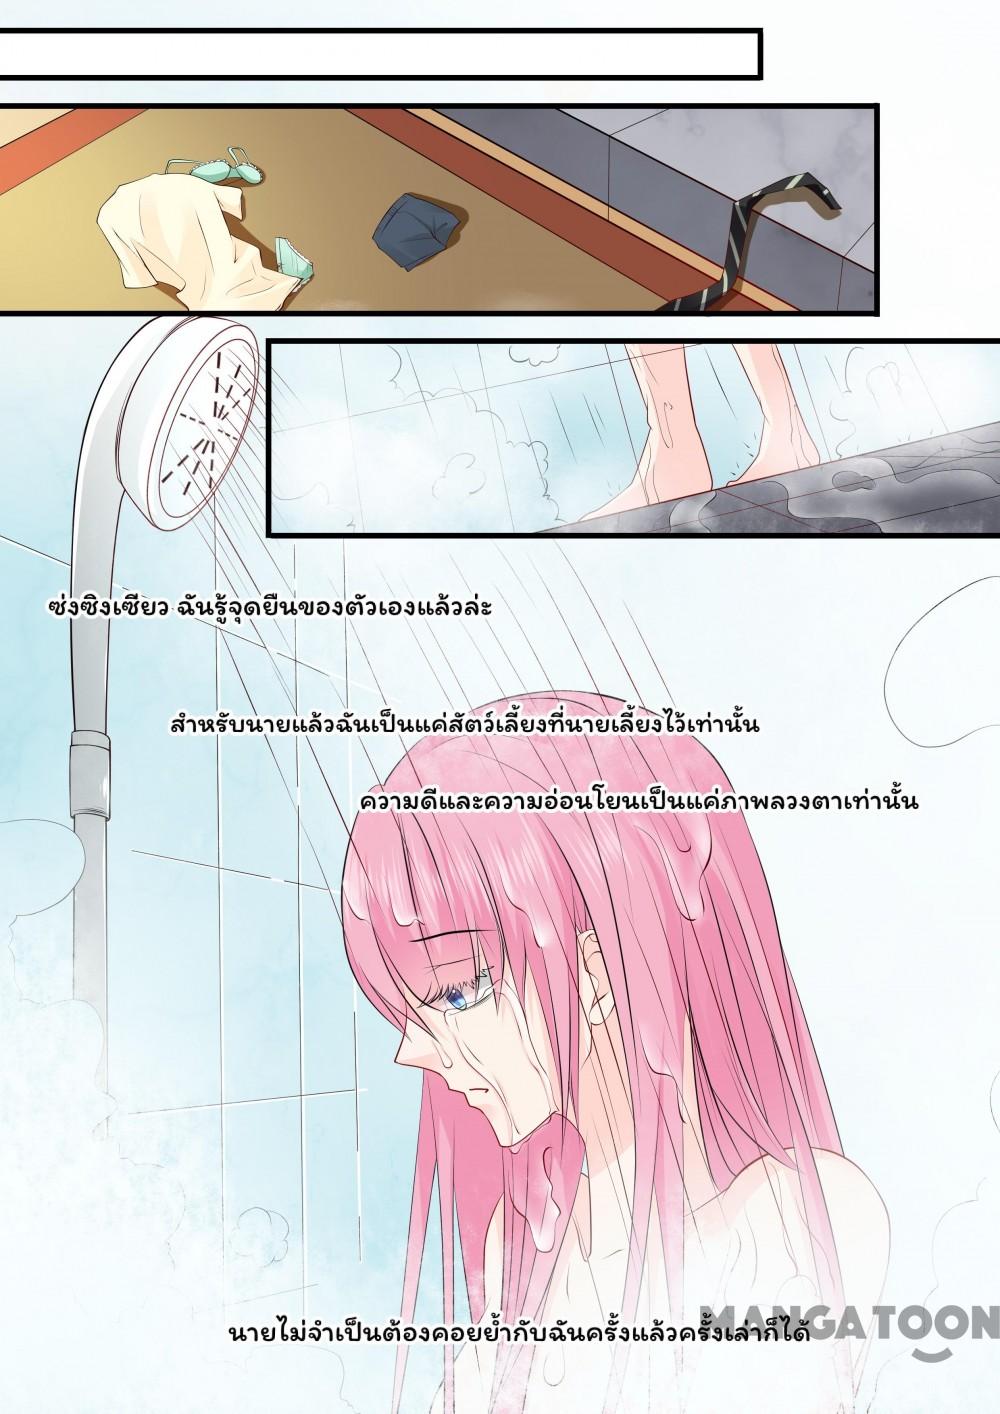 ซ่งซิงเซียว ฉันรู้จุดยืนของตัวเองแล้วล่ะ
สำหรับนายแล้วฉันเป็นแค่สัตว์เลี้ยงที่นายเลี้ยงไว้เท่านั้น
ความดีและความอ่อนโยนเป็นแค่ภาพลวงตาเท่านั้น
นายไม่จำเป็นต้องคอยย้ำกับฉันครั้งแล้วครั้งเล่าก็ได้
MANGATOON